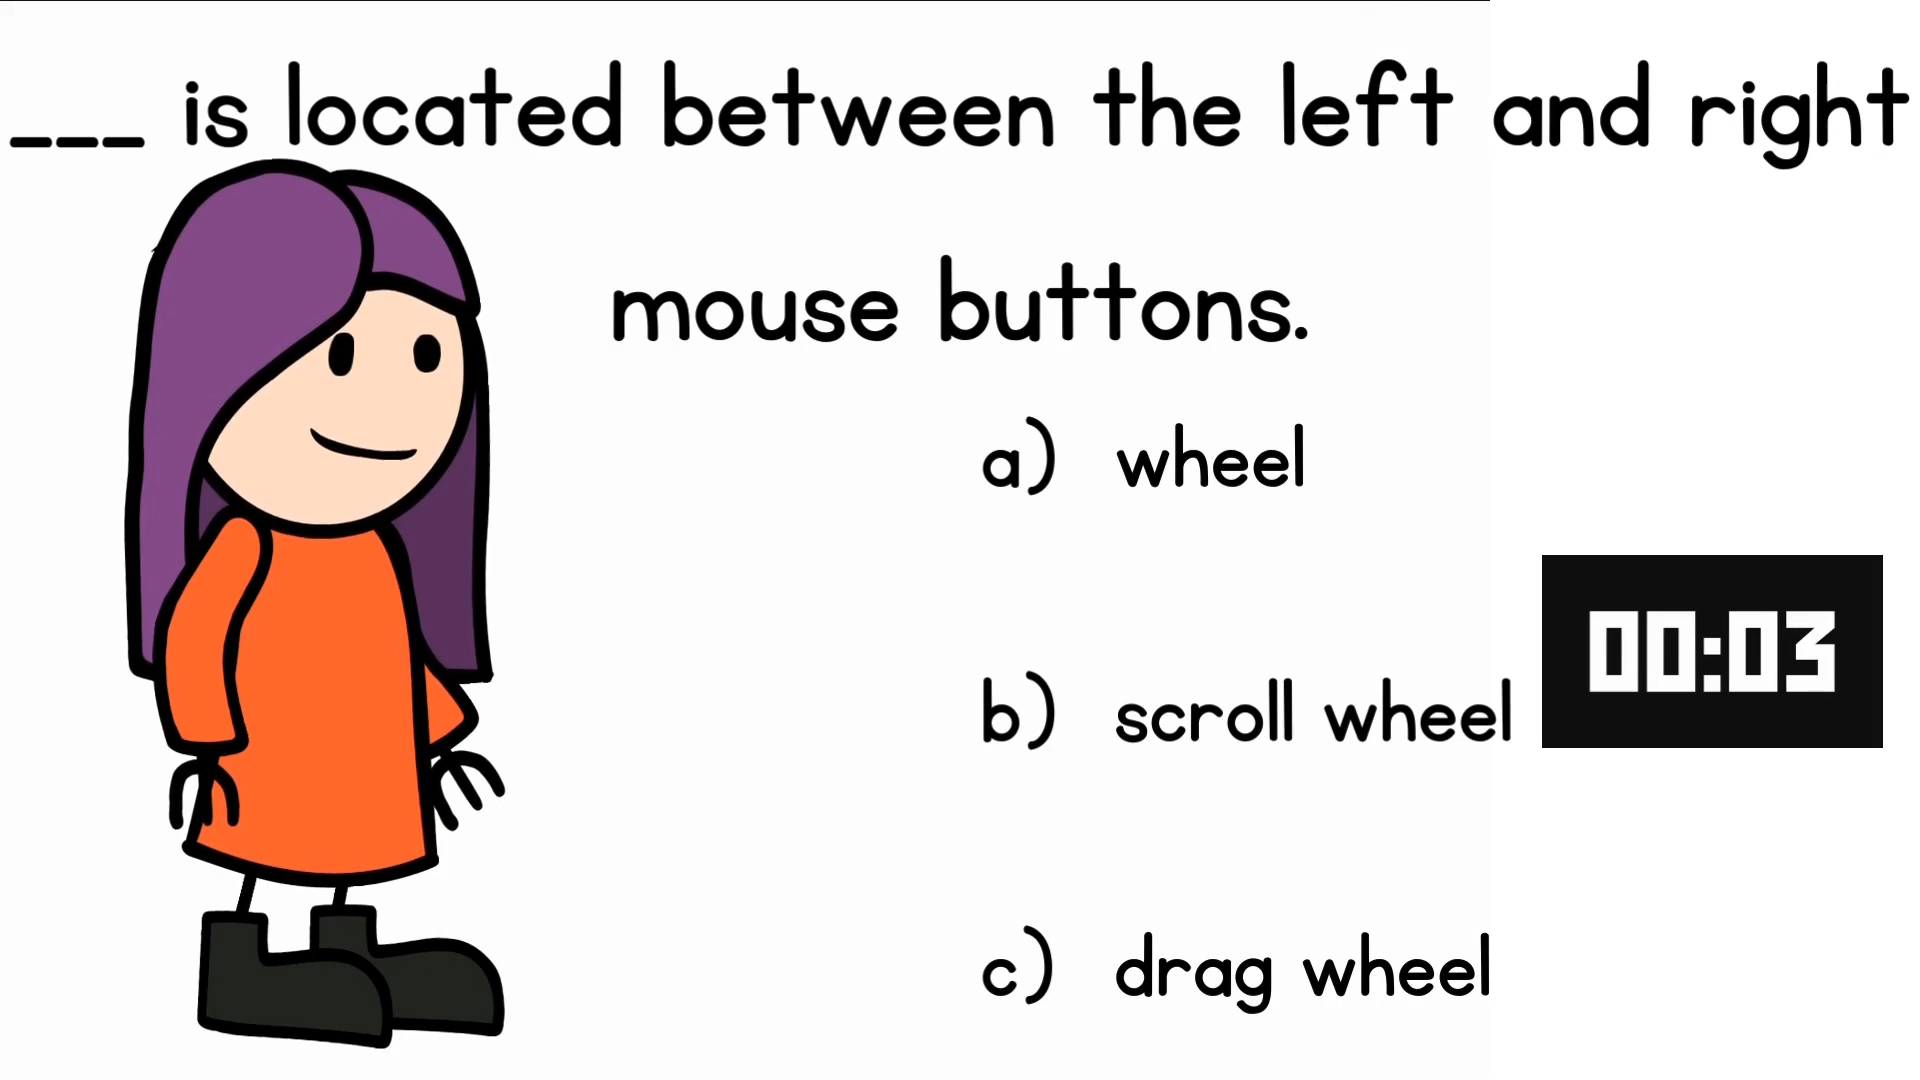 ___ is located between the left and right
mouse buttons.
a) wheel
b) scroll wheel
00:03
c) drag wheel